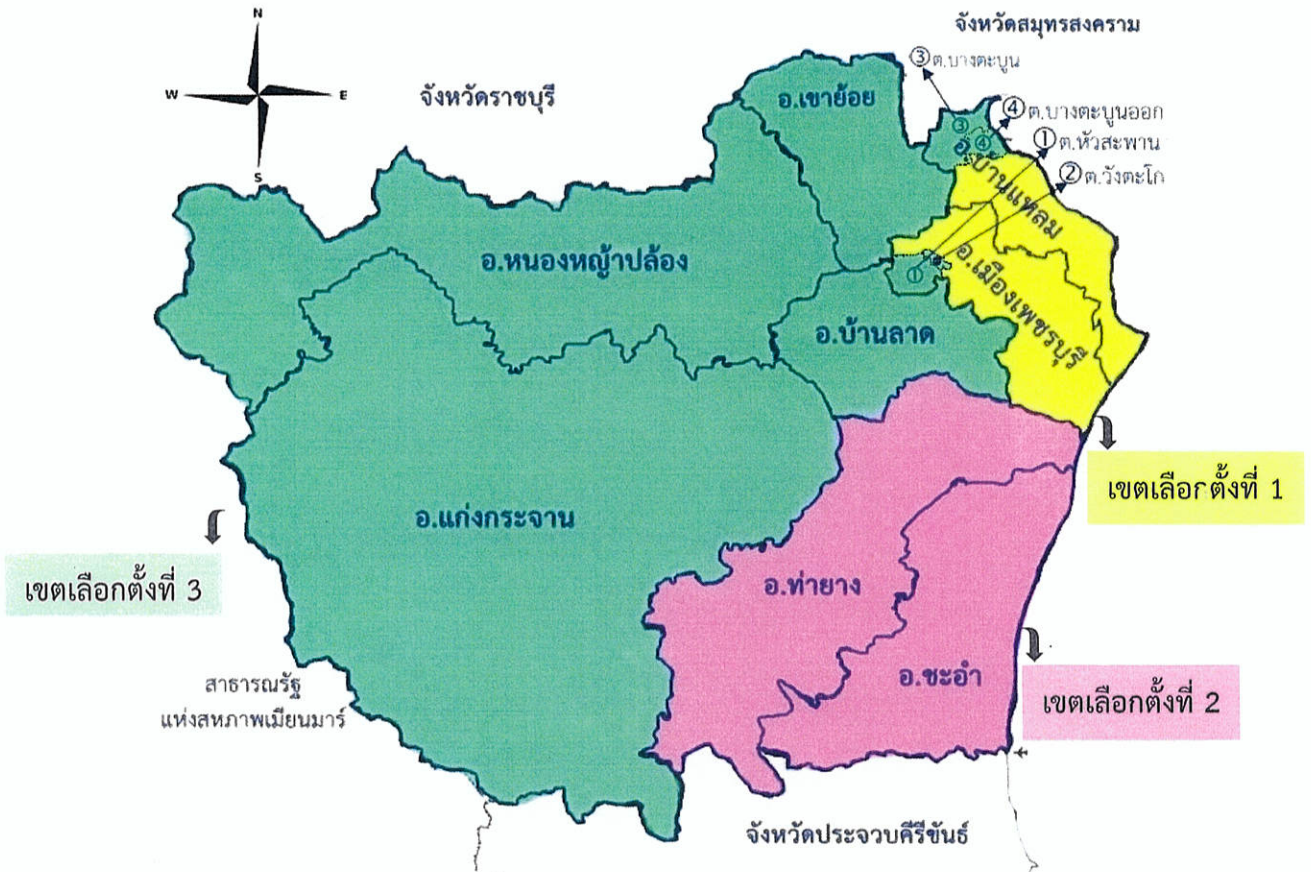 N
W
E
S
จังหวัดสมุทรสงคราม
③ต.บางตะบูน
จังหวัดราชบุรี
อ.เขาย้อย
④ต.บางตะบูนออก
①ต.หัวสะพาน
②ต.วังตะโก
③
④
บ้านแหลม
อ.หนองหญ้าปล้อง
①
อ.เมืองเพชรบุรี
อ.บ้านลาด
เขตเลือกตั้งที่ 1
อ.แก่งกระจาน
เขตเลือกตั้งที่ 3
อ.ท่ายาง
อ.ชะอำ
เขตเลือกตั้งที่ 2
สาธารณรัฐ
แห่งสหภาพเมียนมาร์
จังหวัดประจวบคีรีขันธ์